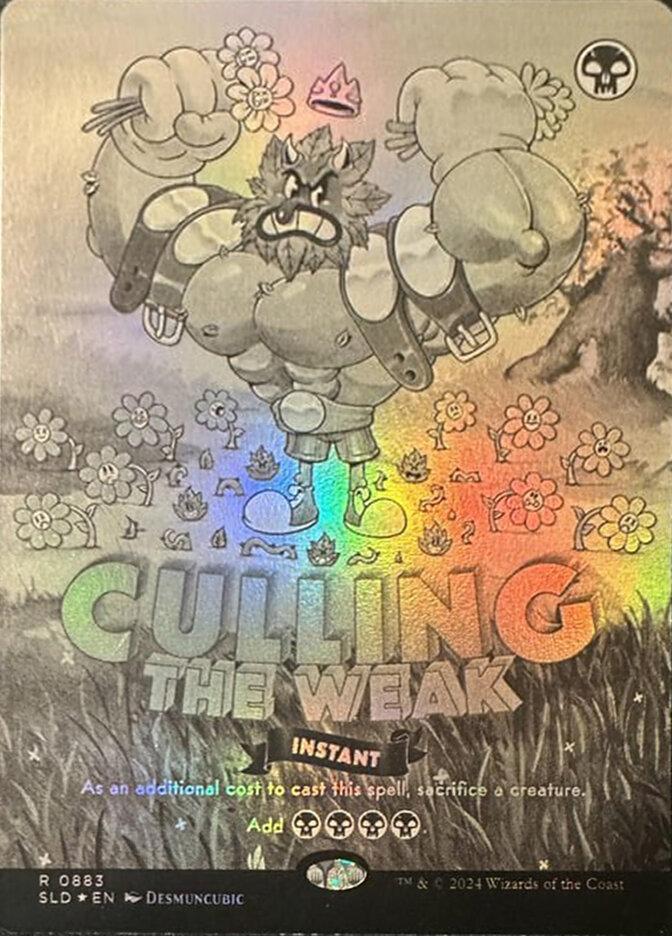 CULLING
THE WEAK
INSTANT
As an additional cost to cast this spell, sacrifice a creature.
Add
R 0883
SLD ★ EN DESMUNCUBIC
™ & © 2024 Wizards of the Coast